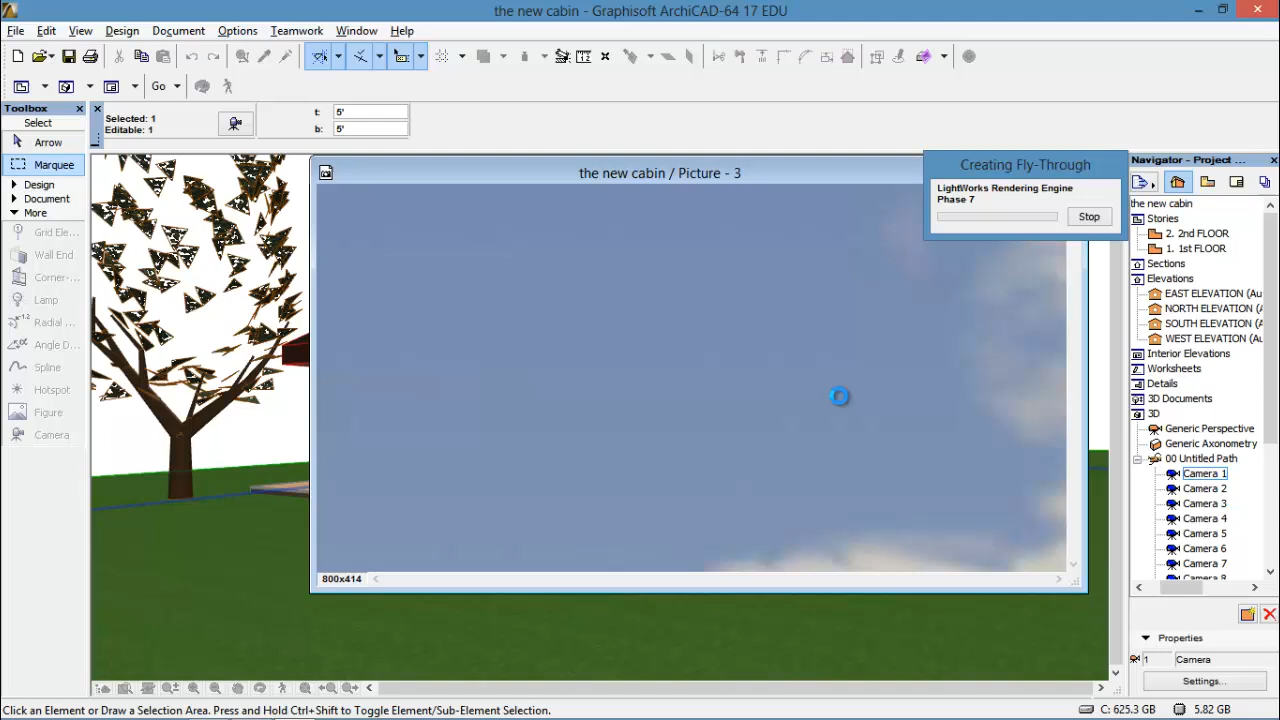 the new cabin - Graphisoft ArchiCAD-64 17 EDU
File Edit View Design Document Options Teamwork Window Help
Go
Toolbox
Select
Arrow
Marquee
Design
Document
More
Grid Ele...
Wall End
Corner-...
Lamp
Radial ...
Angle D...
Spline
Hotspot
Figure
Camera
Selected: 1
Editable: 1
t: 5'
b: 5'
the new cabin / Picture - 3
800x414
Creating Fly-Through
LightWorks Rendering Engine
Phase 7
Stop
Navigator - Project ...
the new cabin
Stories
2. 2nd FLOOR
1. 1st FLOOR
Sections
Elevations
EAST ELEVATION (Au
NORTH ELEVATION (A
SOUTH ELEVATION (A
WEST ELEVATION (Au
Interior Elevations
Worksheets
Details
3D Documents
3D
Generic Perspective
Generic Axonometry
00 Untitled Path
Camera 1
Camera 2
Camera 3
Camera 4
Camera 5
Camera 6
Camera 7
Camera 8
Properties
1 Camera
Settings...
Click an Element or Draw a Selection Area. Press and Hold Ctrl+Shift to Toggle Element/Sub-Element Selection.
C: 625.3 GB 5.82 GB